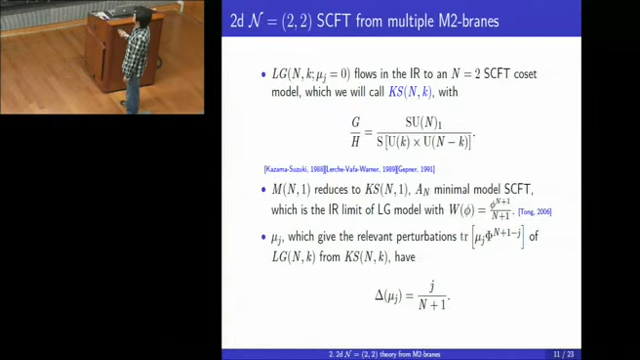 2d 𝒩 = (2, 2) SCFT from multiple M2-branes
• LG(N, k; μ_j = 0) flows in the IR to an N = 2 SCFT coset
model, which we will call KS(N, k), with
G/H = SU(N)_1 / S[U(k) × U(N − k)].
[Kazama-Suzuki, 1988][Lerche-Vafa-Warner, 1989][Gepner, 1991]
• M(N, 1) reduces to KS(N, 1), A_N minimal model SCFT,
which is the IR limit of LG model with W(ϕ) = ϕ^{N+1}/N+1. [Tong, 2006]
• μ_j, which give the relevant perturbations tr [μ_jΦ^{N+1−j}] of
LG(N, k) from KS(N, k), have
Δ(μ_j) = j / N + 1.
2. 2d 𝒩 = (2, 2) theory from M2-branes 11 / 23